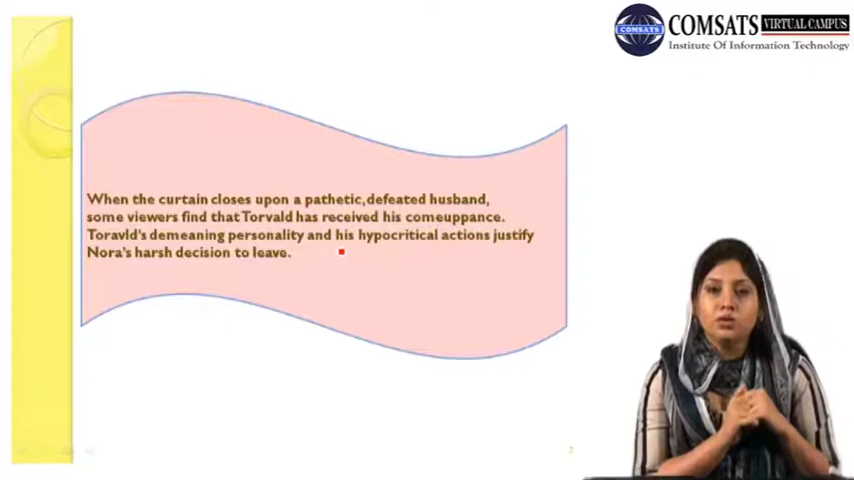 COMSATS VIRTUAL CAMPUS
COMSATS
Institute Of Information Technology
When the curtain closes upon a pathetic, defeated husband,
some viewers find that Torvald has received his comeuppance.
Toravld's demeaning personality and his hypocritical actions justify
Nora's harsh decision to leave.
7